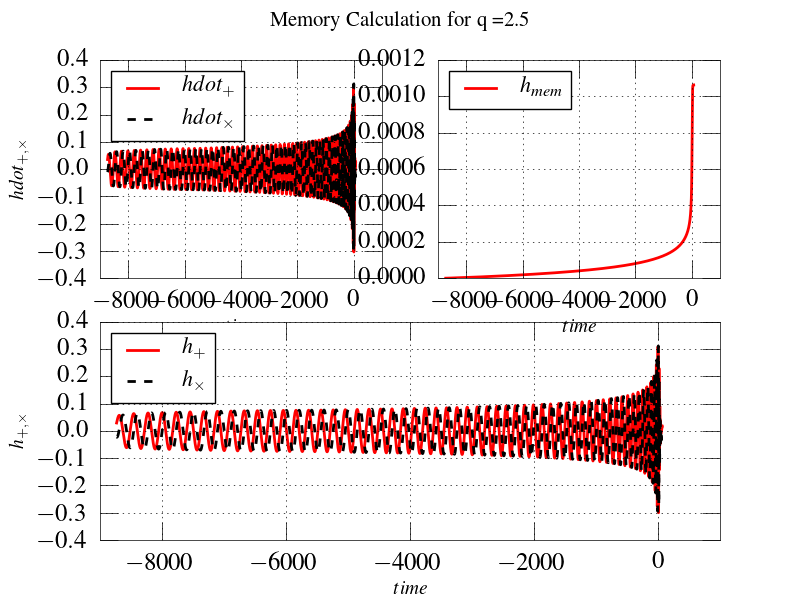 Memory Calculation for q =2.5
0.4
0.3
0.2
0.1
0.0
−0.1
−0.2
−0.3
−0.4
hdot+,×
hdot+
hdot×
−8000 −6000 −4000 −2000 0
0.0012
0.0010
0.0008
0.0006
0.0004
0.0002
0.0000
hmem
−8000 −6000 −4000 −2000 0
time
0.4
0.3
0.2
0.1
0.0
−0.1
−0.2
−0.3
−0.4
h+,×
h+
h×
−8000 −6000 −4000 −2000 0
time